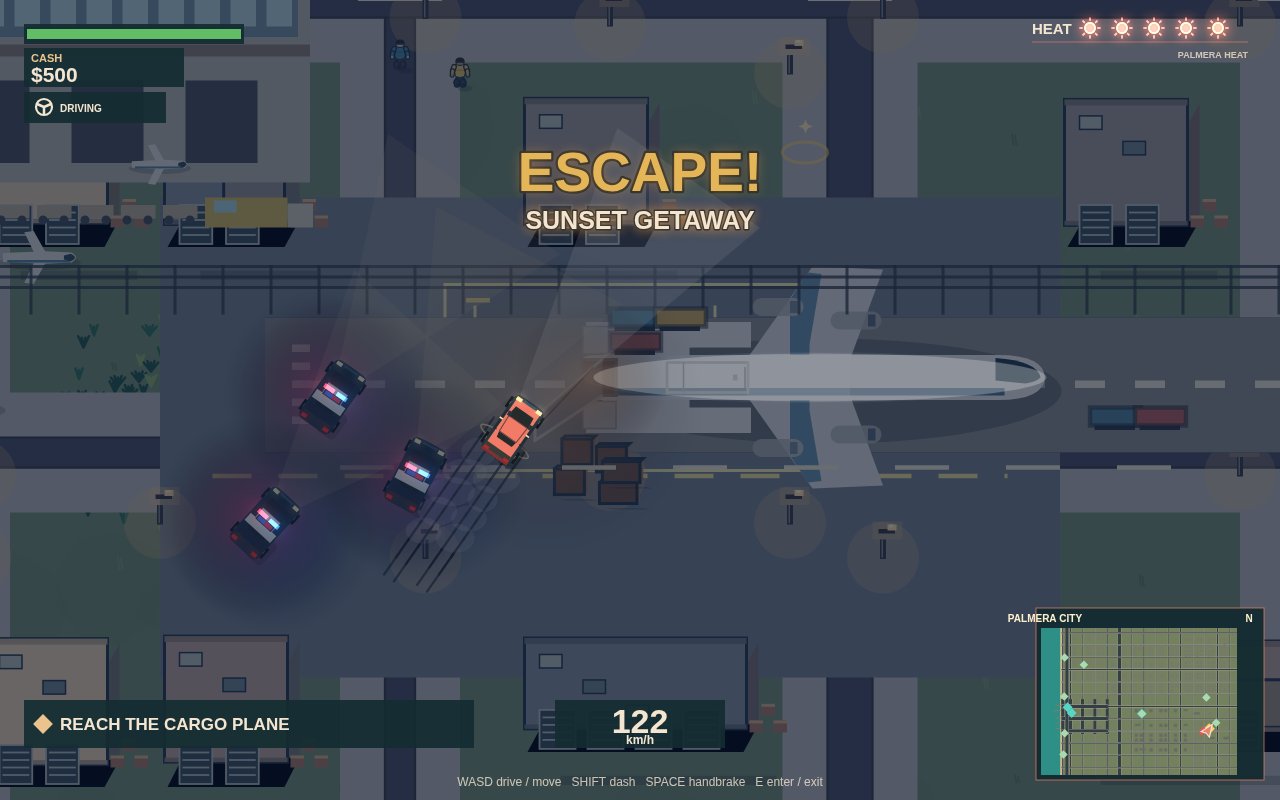 HEAT
PALMERA HEAT
CASH
$500
DRIVING
ESCAPE!
SUNSET GETAWAY
PALMERA CITY
N
REACH THE CARGO PLANE
122
km/h
WASD drive / move SHIFT dash SPACE handbrake E enter / exit